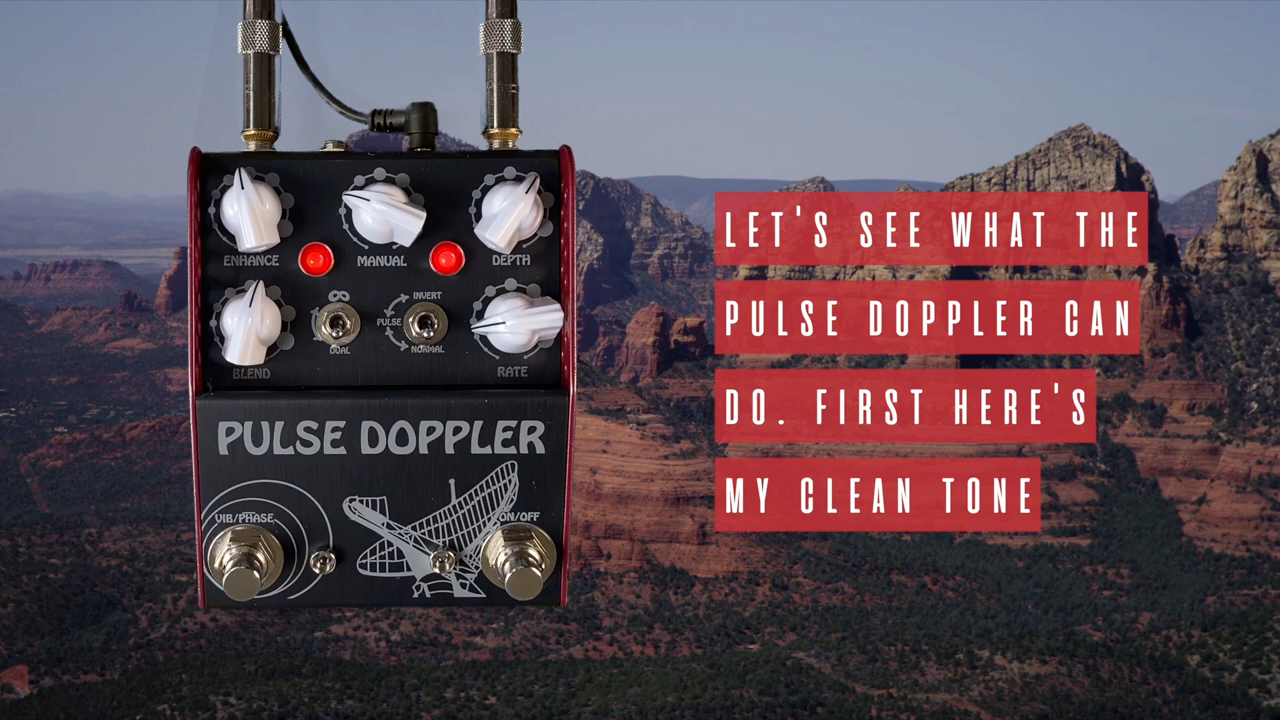 ENHANCE
MANUAL
DEPTH
∞
DUAL
INVERT
PULSE
NORMAL
BLEND
RATE
PULSE DOPPLER
VIB/PHASE
ON/OFF
LET'S SEE WHAT THE
PULSE DOPPLER CAN
DO. FIRST HERE'S
MY CLEAN TONE